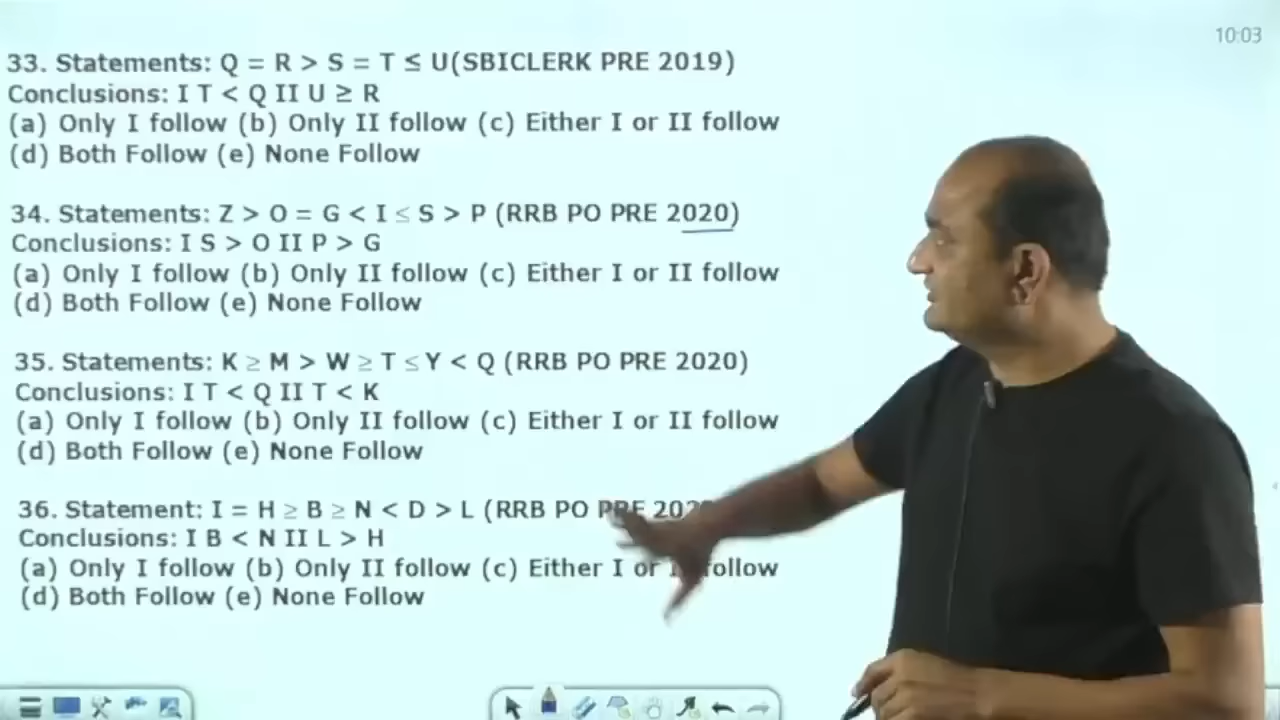 10:03
33. Statements: Q = R > S = T ≤ U(SBICLERK PRE 2019)
Conclusions: I T < Q II U ≥ R
(a) Only I follow (b) Only II follow (c) Either I or II follow
(d) Both Follow (e) None Follow
34. Statements: Z > O = G < I ≤ S > P (RRB PO PRE 2020)
Conclusions: I S > O II P > G
(a) Only I follow (b) Only II follow (c) Either I or II follow
(d) Both Follow (e) None Follow
35. Statements: K ≥ M > W ≥ T ≤ Y < Q (RRB PO PRE 2020)
Conclusions: I T < Q II T < K
(a) Only I follow (b) Only II follow (c) Either I or II follow
(d) Both Follow (e) None Follow
36. Statement: I = H ≥ B ≥ N < D > L (RRB PO PRE
Conclusions: I B < N II L > H
(a) Only I follow (b) Only II follow (c) Either I or follow
(d) Both Follow (e) None Follow